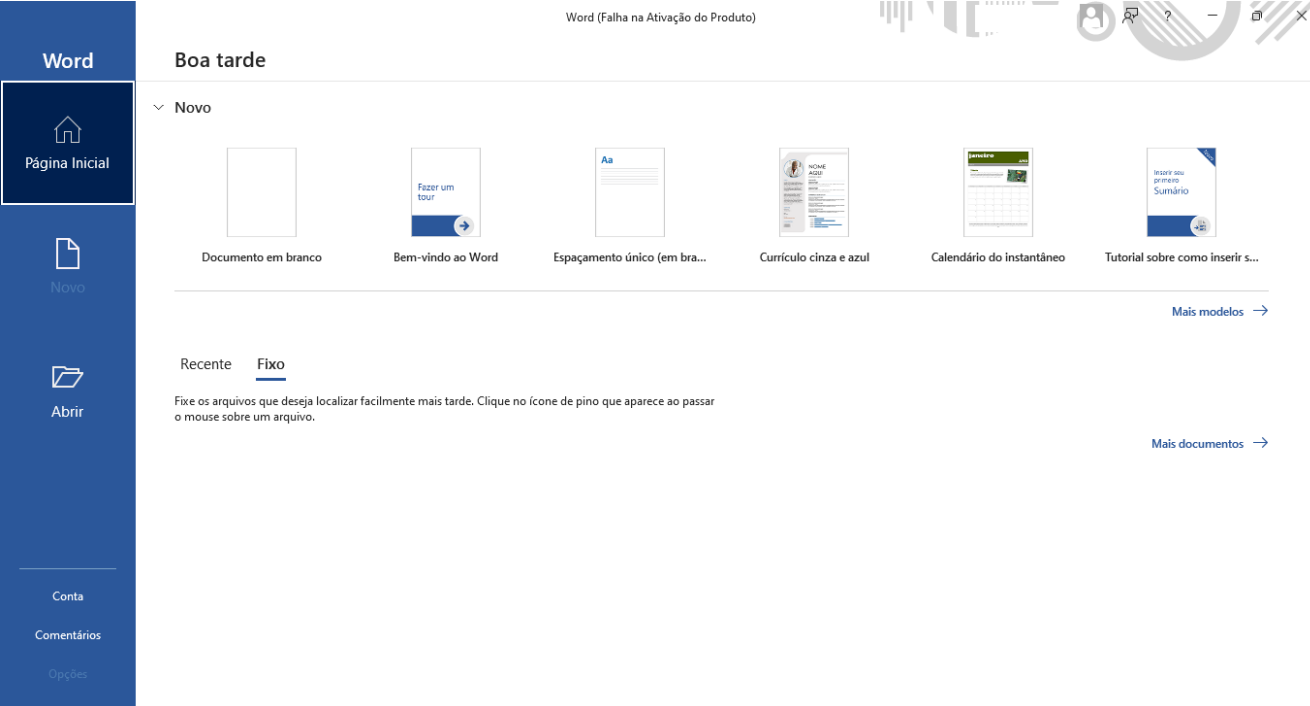 Word (Falha na Ativação do Produto)
?
Word
Boa tarde
Novo
Página Inicial
Novo
Abrir
Fazer um
tour
Aa
NOME
AQUI
Inserir seu
primeiro
Sumário
Documento em branco
Bem-vindo ao Word
Espaçamento único (em bra...
Currículo cinza e azul
Calendário do instantâneo
Tutorial sobre como inserir s...
Mais modelos
Recente
Fixo
Fixe os arquivos que deseja localizar facilmente mais tarde. Clique no ícone de pino que aparece ao passar
o mouse sobre um arquivo.
Mais documentos
Conta
Comentários
Opções